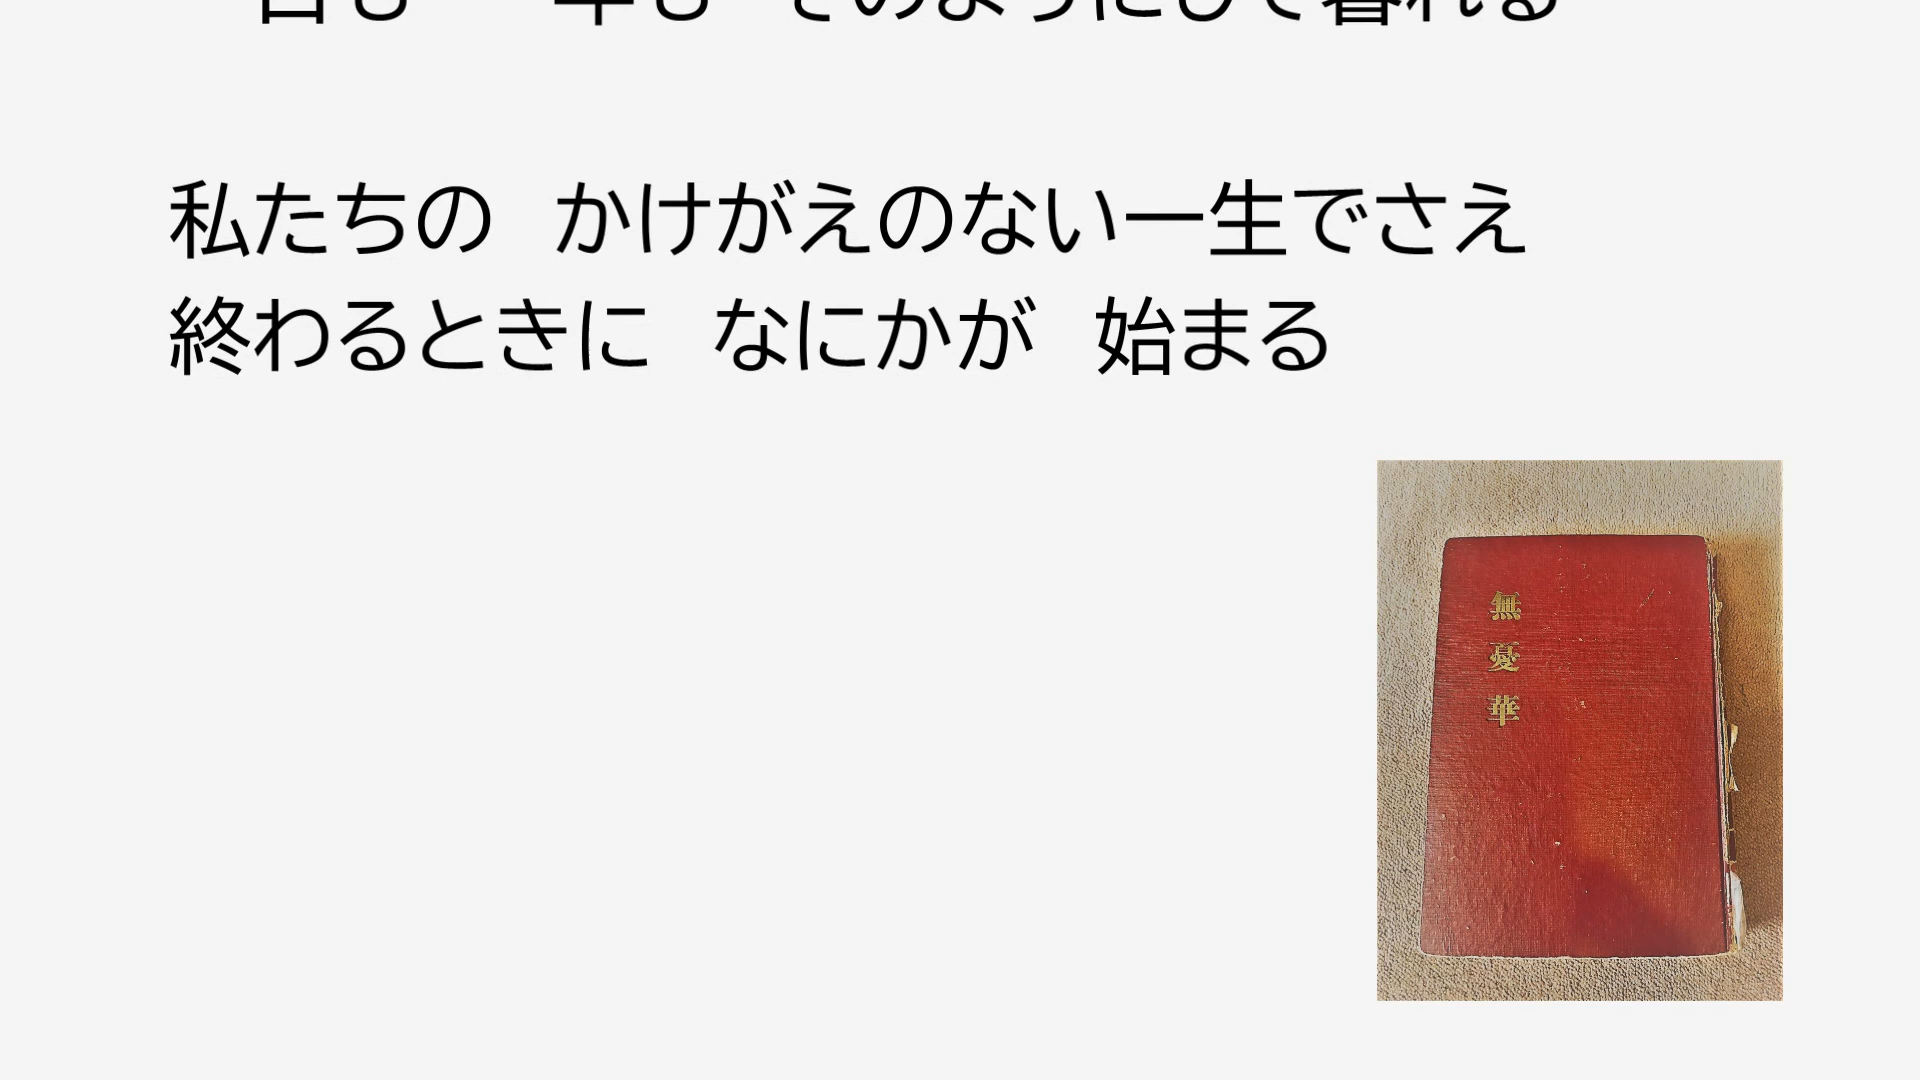 私たちの かけがえのない一生でさえ
終わるときに なにかが 始まる
無憂華